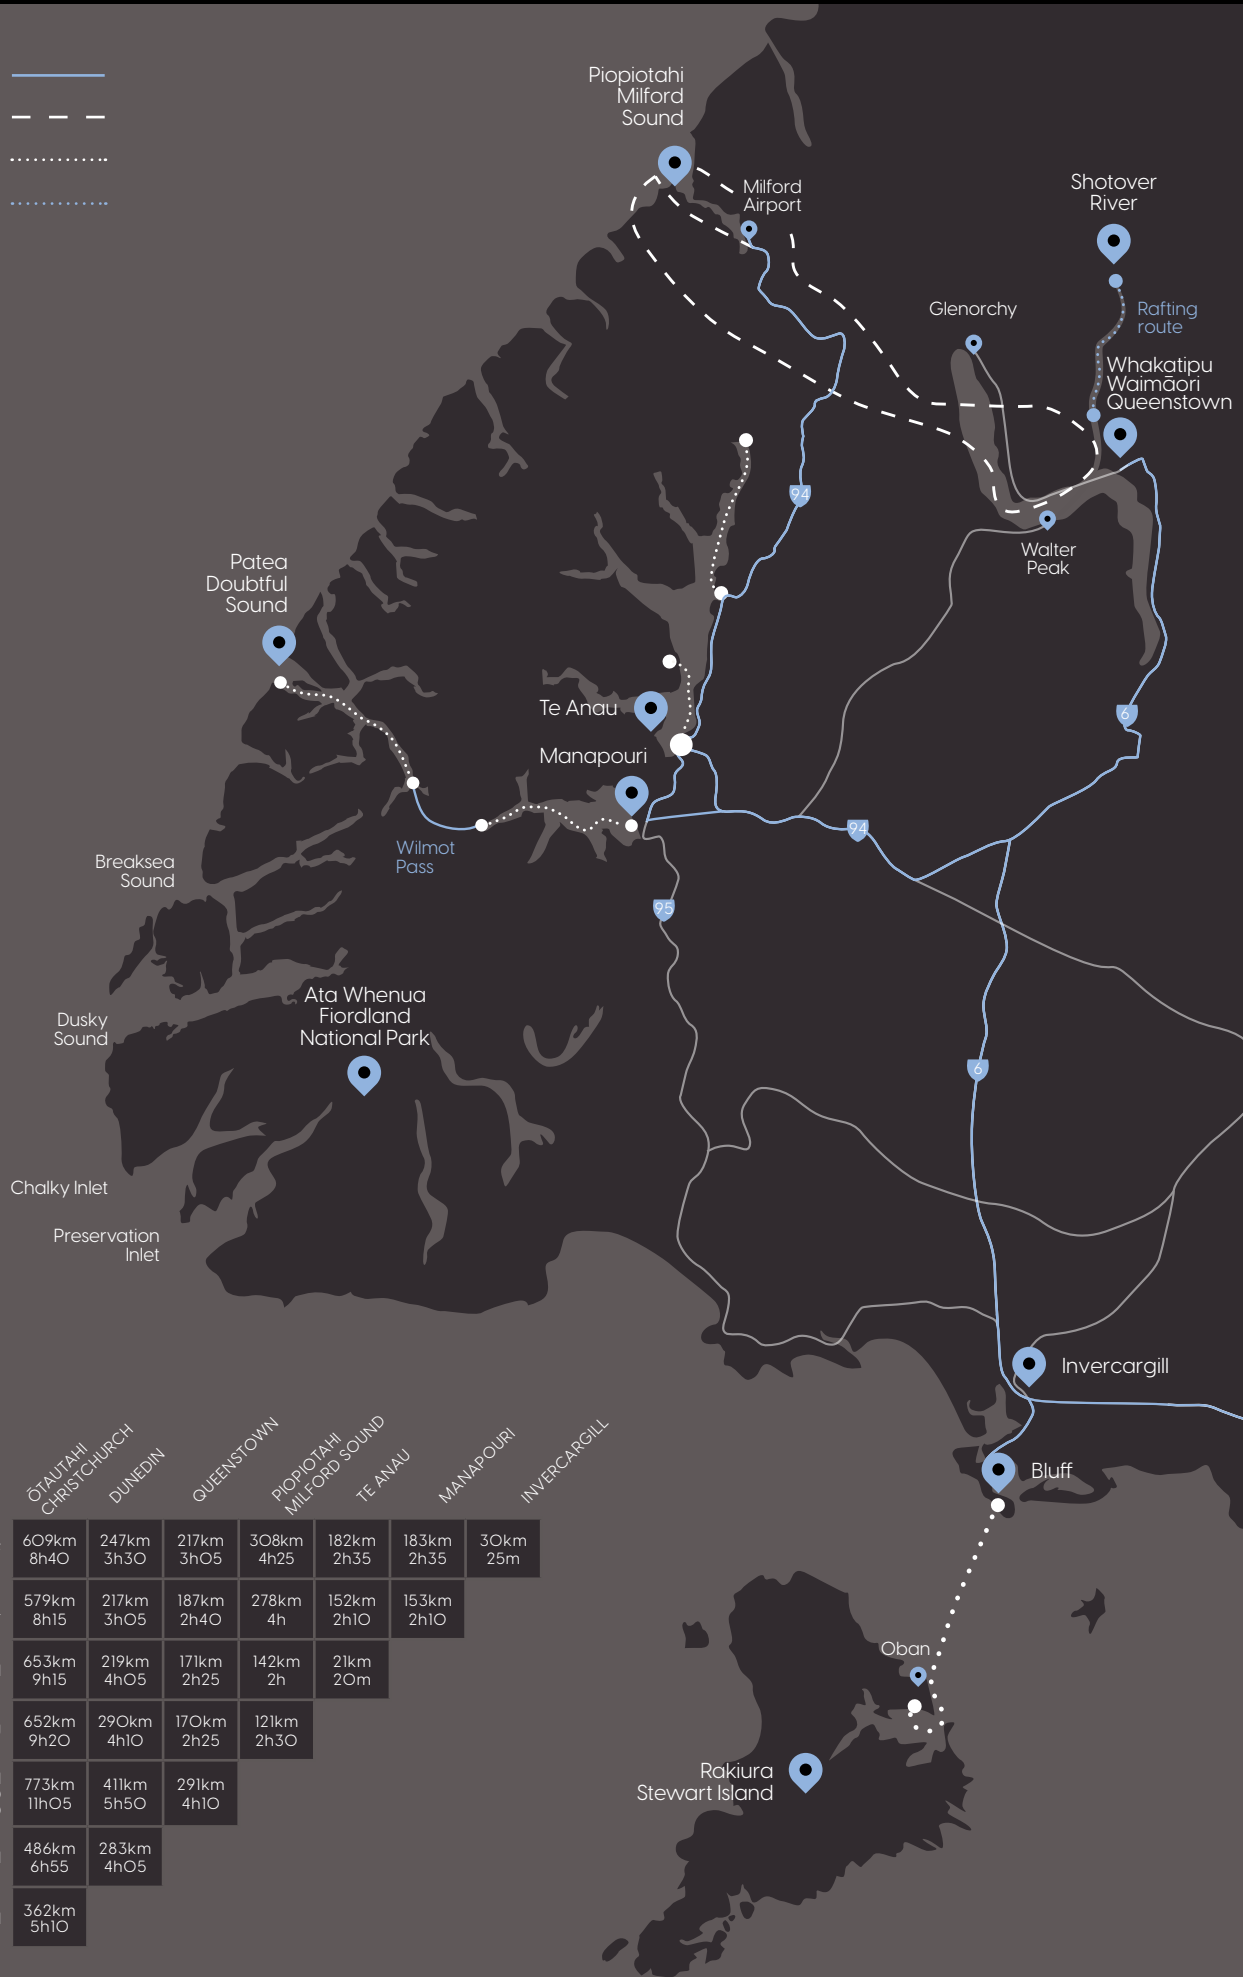 Piopiotahi
Milford
Sound
Milford
Airport
Shotover
River
Glenorchy
Rafting
route
Whakatipu
Waimāori
Queenstown
94
Walter
Peak
Patea
Doubtful
Sound
Te Anau
6
Manapouri
94
Wilmot
Pass
Breaksea
Sound
95
Ata Whenua
Fiordland
National Park
Dusky
Sound
6
Chalky Inlet
Preservation
Inlet
Invercargill
Bluff
ŌTAUTAHI
CHRISTCHURCH
DUNEDIN
QUEENSTOWN
PIOPIOTAHI
MILFORD SOUND
TE ANAU
MANAPOURI
INVERCARGILL
609km 247km 217km 308km 182km 183km 30km
8h40 3h30 3h05 4h25 2h35 2h35 25m
579km 217km 187km 278km 152km 153km
8h15 3h05 2h40 4h 2h10 2h10
653km 219km 171km 142km 21km
9h15 4h05 2h25 2h 20m
652km 290km 170km 121km
9h20 4h10 2h25 2h30
773km 411km 291km
11h05 5h50 4h10
486km 283km
6h55 4h05
362km
5h10
Oban
Rakiura
Stewart Island